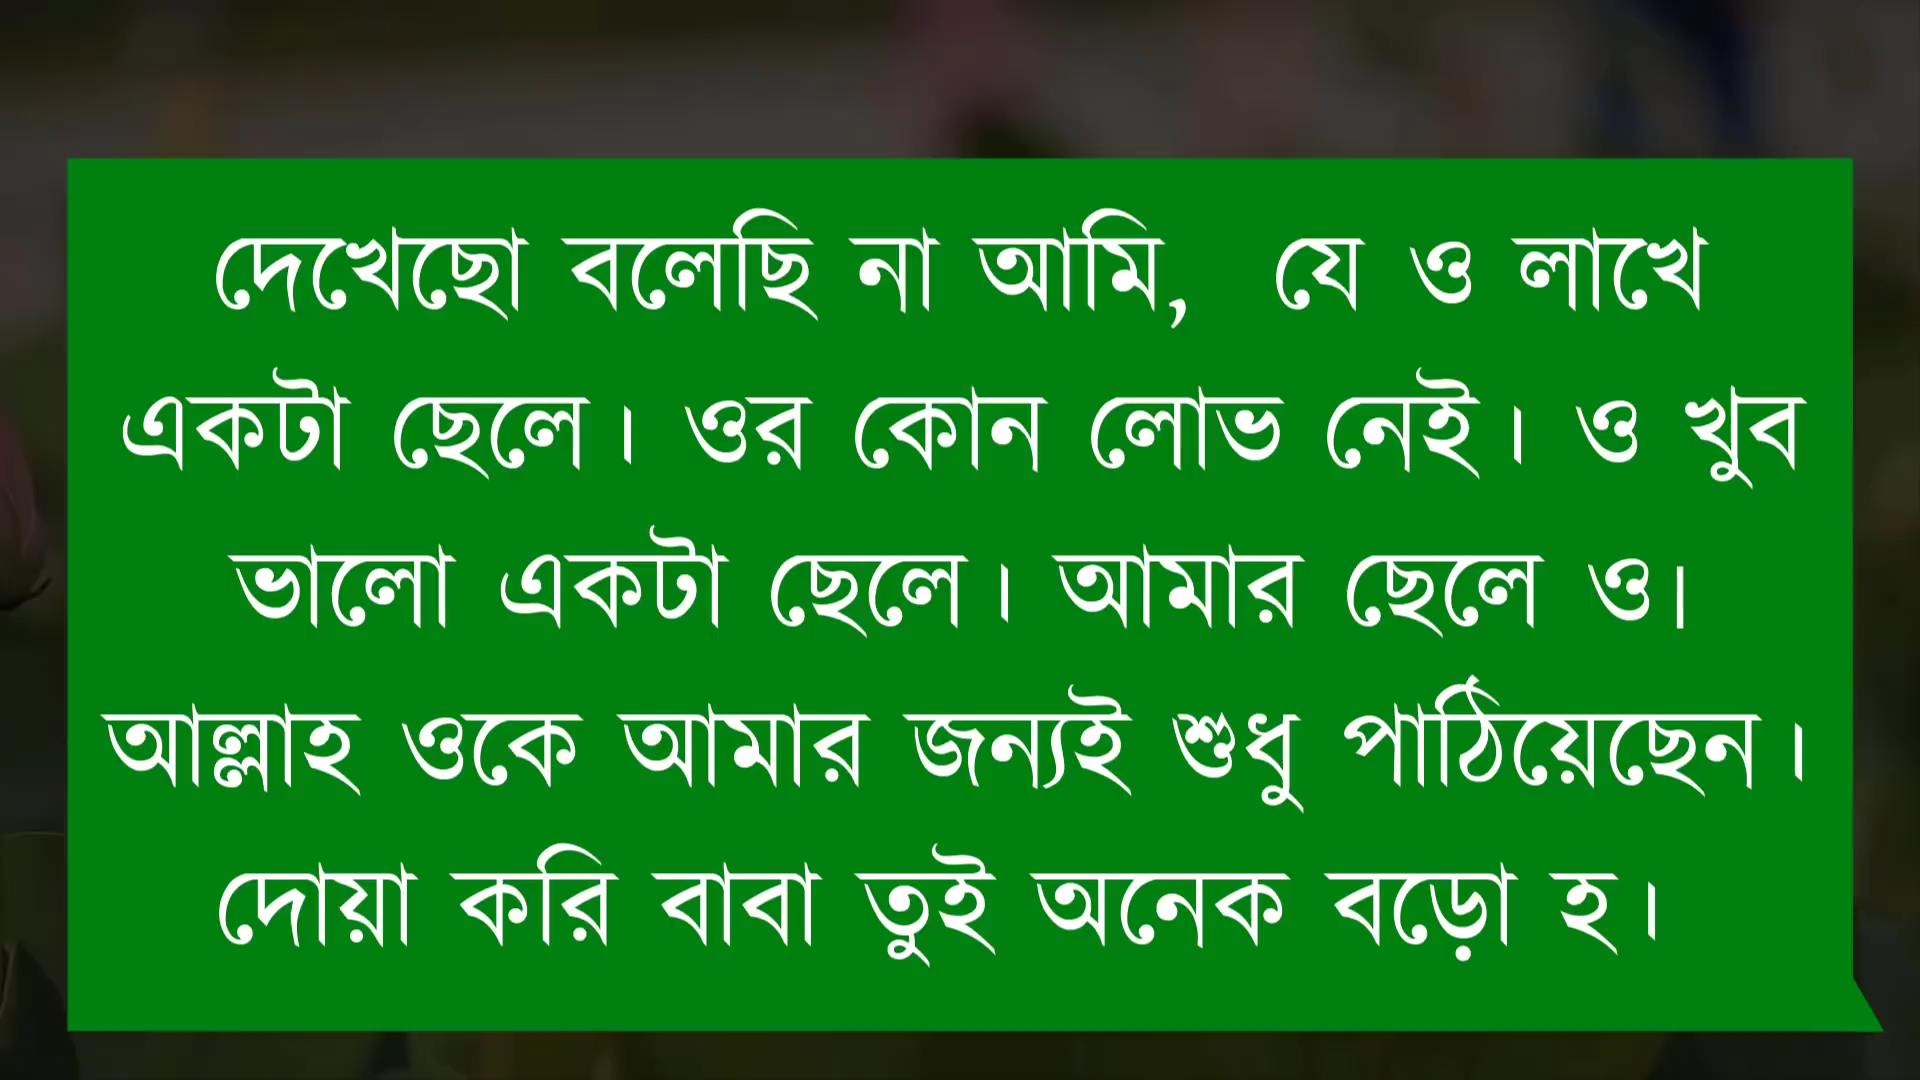 দেখেছো বলেছি না আমি, যে ও লাখে
একটা ছেলে। ওর কোন লোভ নেই। ও খুব
ভালো একটা ছেলে। আমার ছেলে ও।
আল্লাহ ওকে আমার জন্যই শুধু পাঠিয়েছেন।
দোয়া করি বাবা তুই অনেক বড়ো হ।